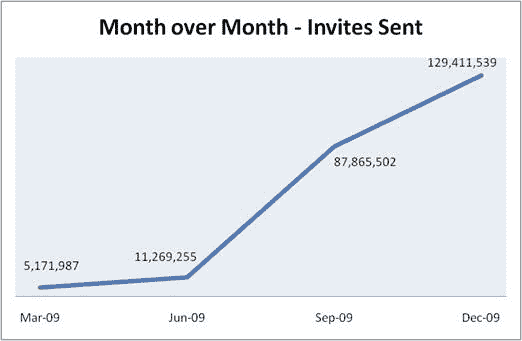 Month over Month - Invites Sent
129,411,539
87,865,502
11,269,255
5,171,987
Mar-09
Jun-09
Sep-09
Dec-09